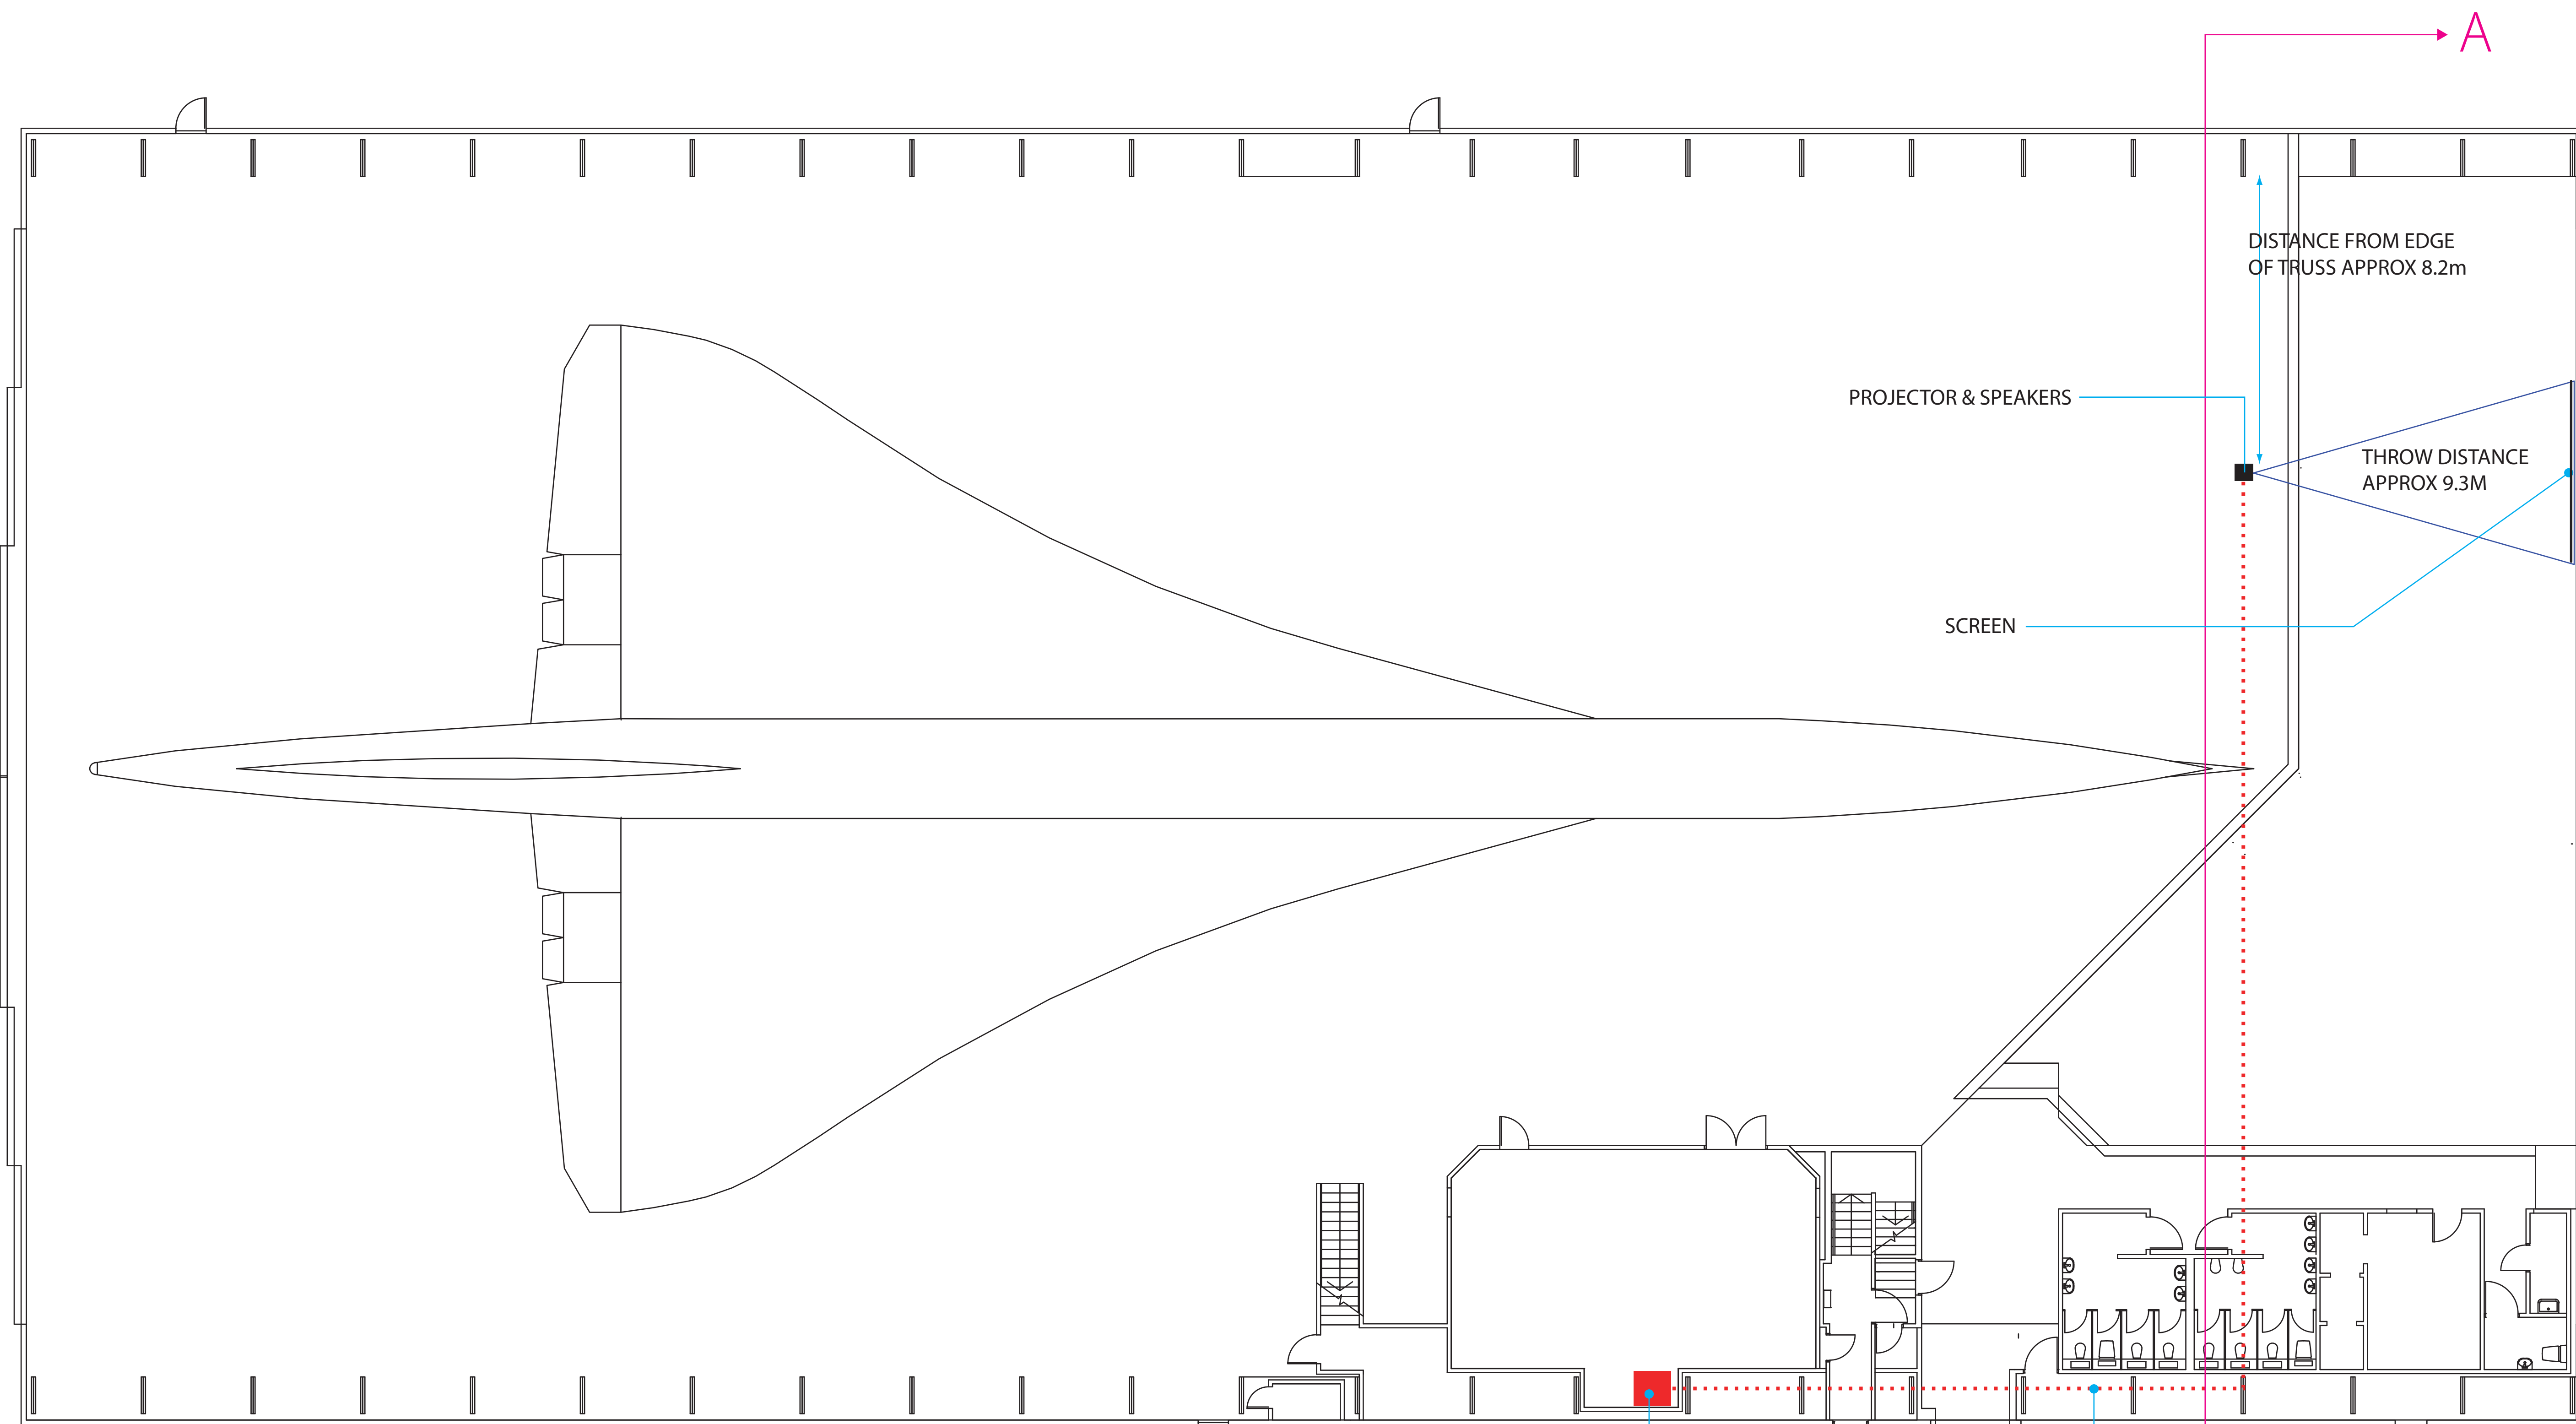 A
DISTANCE FROM EDGE
OF TRUSS APPROX 8.2m
PROJECTOR & SPEAKERS
THROW DISTANCE
APPROX 9.3M
SCREEN